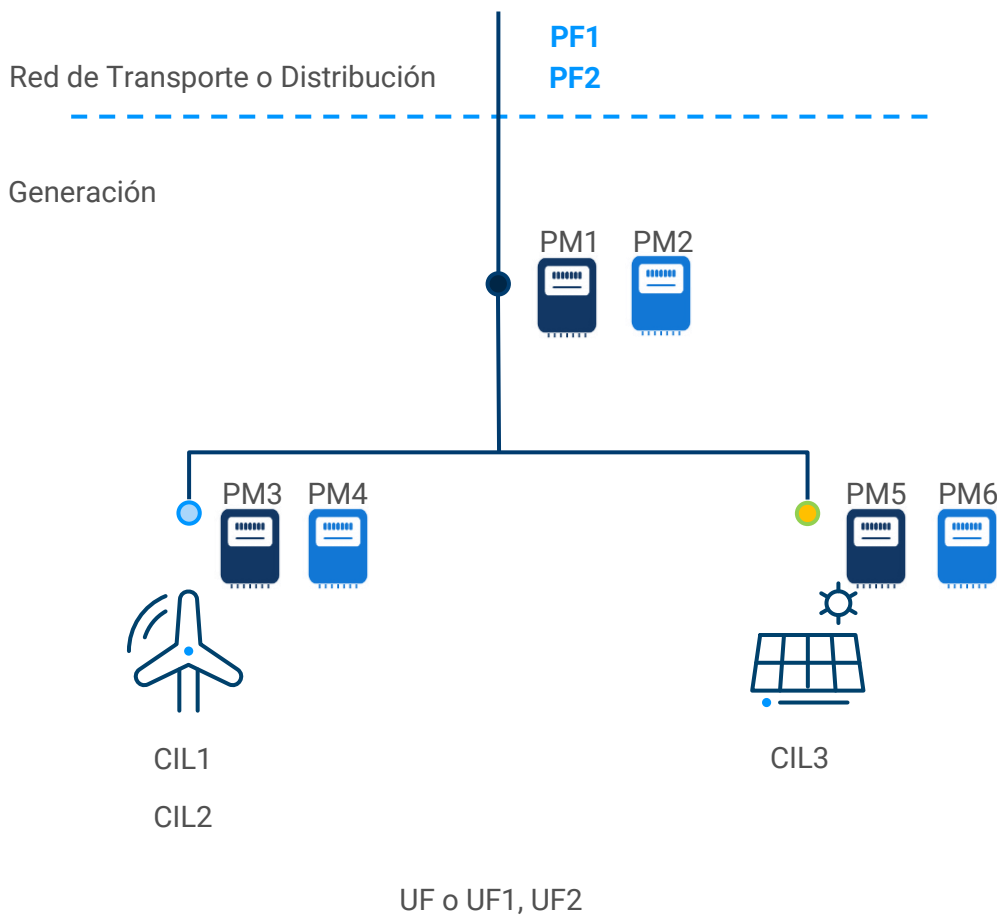 PF1
Red de Transporte o Distribución
PF2
Generación
PM1 PM2
PM3 PM4
PM5 PM6
CIL1
CIL3
CIL2
UF o UF1, UF2